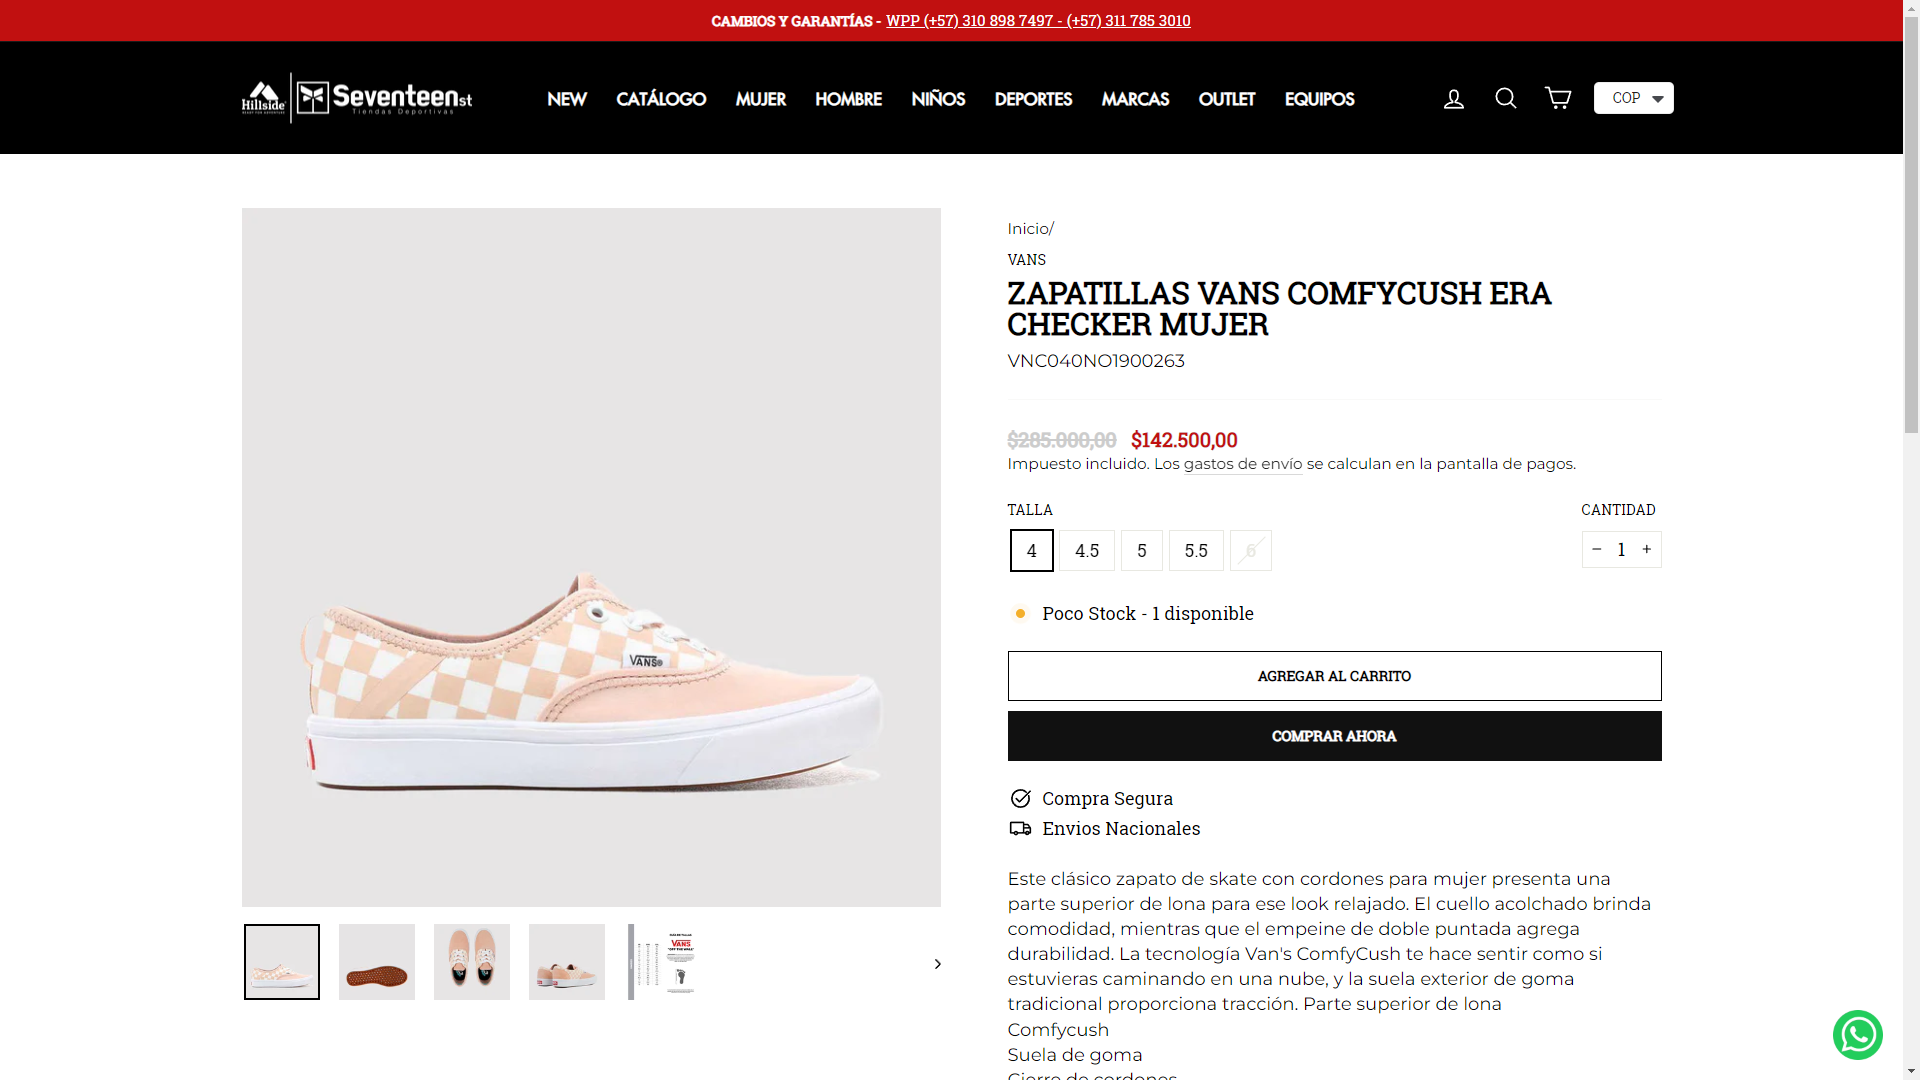 CAMBIOS Y GARANTÍAS - WPP (+57) 310 898 7497 - (+57) 311 785 3010
Hillside
Seventeenst
Tiendas Deportivas
NEW
CATÁLOGO
MUJER
HOMBRE
NIÑOS
DEPORTES
MARCAS
OUTLET
EQUIPOS
COP
Inicio/
VANS
ZAPATILLAS VANS COMFYCUSH ERA
CHECKER MUJER
VNC040NO1900263
$285.000,00 $142.500,00
Impuesto incluido. Los gastos de envío se calculan en la pantalla de pagos.
TALLA
CANTIDAD
4
4.5
5
5.5
6
− 1 +
Poco Stock - 1 disponible
AGREGAR AL CARRITO
COMPRAR AHORA
Compra Segura
Envios Nacionales
Este clásico zapato de skate con cordones para mujer presenta una
parte superior de lona para ese look relajado. El cuello acolchado brinda
comodidad, mientras que el empeine de doble puntada agrega
durabilidad. La tecnología Van's ComfyCush te hace sentir como si
estuvieras caminando en una nube, y la suela exterior de goma
tradicional proporciona tracción. Parte superior de lona
Comfycush
Suela de goma
Cierre de cordones
VANS
VANS